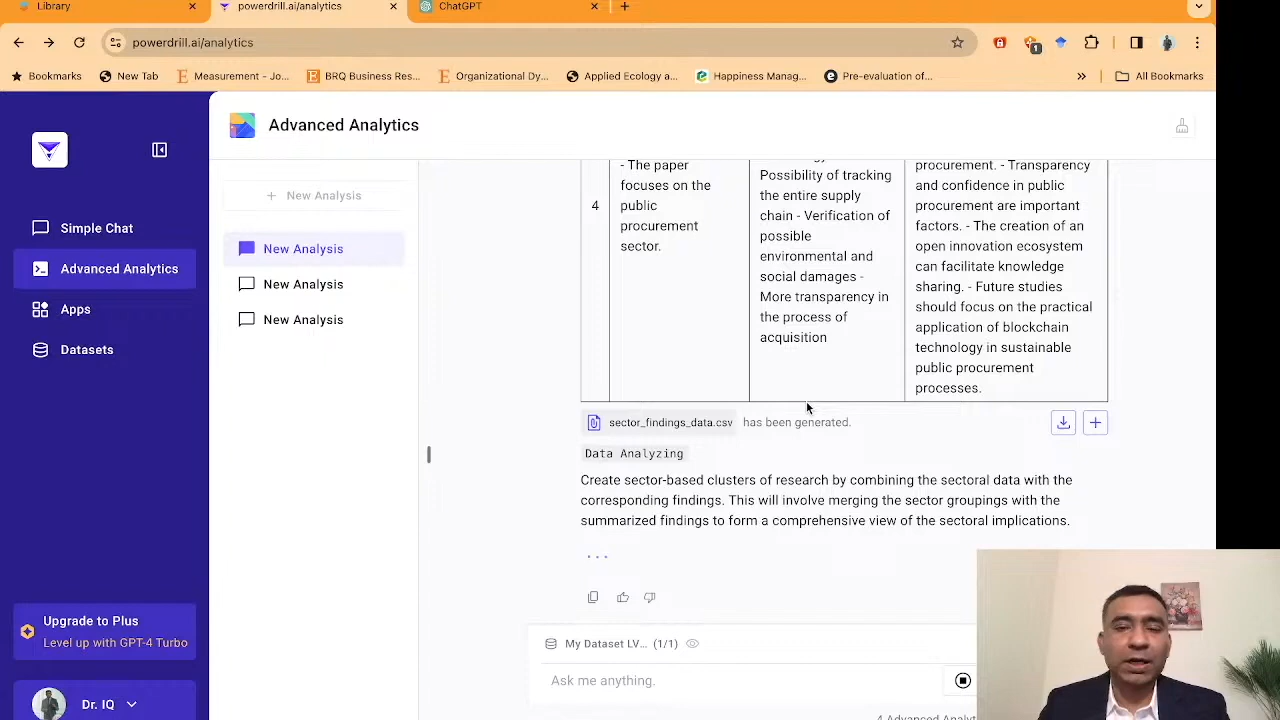 Library
powerdrill.ai/analytics
ChatGPT
powerdrill.ai/analytics
Bookmarks
New Tab
Measurement - Jo...
BRQ Business Res...
Organizational Dy...
Applied Ecology a...
Happiness Manag...
Pre-evaluation of...
All Bookmarks
Simple Chat
Advanced Analytics
Apps
Datasets
Upgrade to Plus
Level up with GPT-4 Turbo
Dr. IQ
Advanced Analytics
+ New Analysis
New Analysis
New Analysis
New Analysis
4
- The paper
focuses on the
public
procurement
sector.
Possibility of tracking
the entire supply
chain - Verification of
possible
environmental and
social damages -
More transparency in
the process of
acquisition
procurement. - Transparency
and confidence in public
procurement are important
factors. - The creation of an
open innovation ecosystem
can facilitate knowledge
sharing. - Future studies
should focus on the practical
application of blockchain
technology in sustainable
public procurement
processes.
sector_findings_data.csv has been generated.
Data Analyzing
Create sector-based clusters of research by combining the sectoral data with the
corresponding findings. This will involve merging the sector groupings with the
summarized findings to form a comprehensive view of the sectoral implications.
...
My Dataset LV... (1/1)
Ask me anything.
4 Advanced Analyt